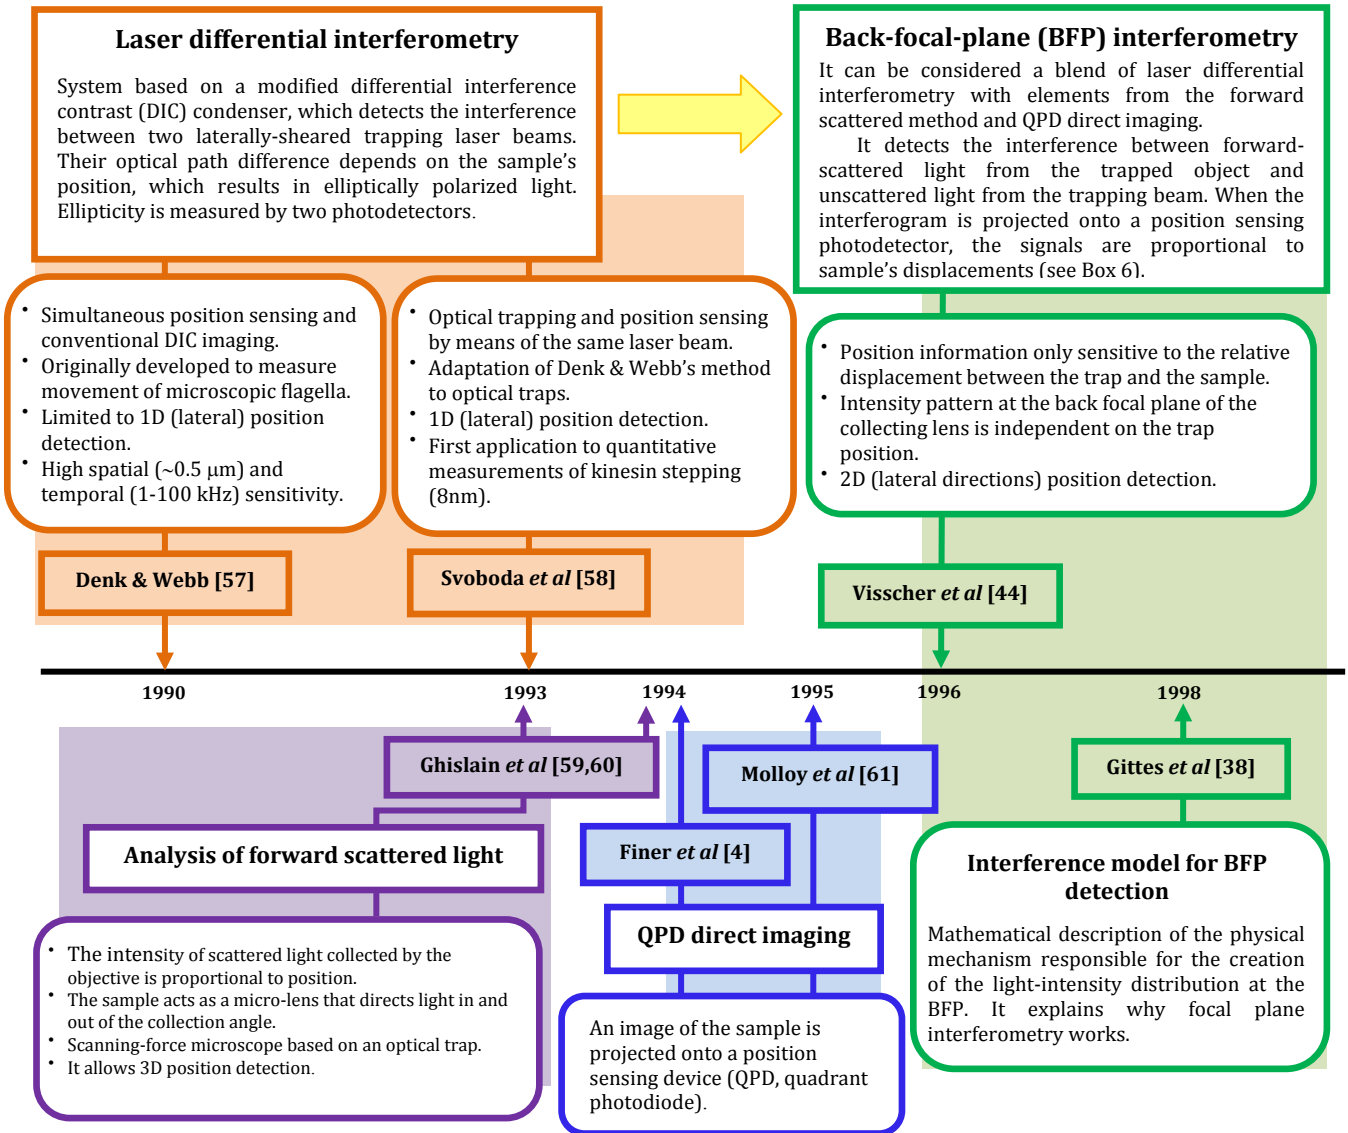 Laser differential interferometry
System based on a modified differential interference
contrast (DIC) condenser, which detects the interference
between two laterally-sheared trapping laser beams.
Their optical path difference depends on the sample's
position, which results in elliptically polarized light.
Ellipticity is measured by two photodetectors.
Back-focal-plane (BFP) interferometry
It can be considered a blend of laser differential
interferometry with elements from the forward
scattered method and QPD direct imaging.
It detects the interference between forward-
scattered light from the trapped object and
unscattered light from the trapping beam. When the
interferogram is projected onto a position sensing
photodetector, the signals are proportional to
sample's displacements (see Box 6).
• Simultaneous position sensing and
conventional DIC imaging.
• Originally developed to measure
movement of microscopic flagella.
• Limited to 1D (lateral) position
detection.
• High spatial (~0.5 μm) and
temporal (1-100 kHz) sensitivity.
• Optical trapping and position sensing
by means of the same laser beam.
• Adaptation of Denk & Webb's method
to optical traps.
• 1D (lateral) position detection.
• First application to quantitative
measurements of kinesin stepping
(8nm).
• Position information only sensitive to the relative
displacement between the trap and the sample.
• Intensity pattern at the back focal plane of the
collecting lens is independent on the trap
position.
• 2D (lateral directions) position detection.
Denk & Webb [57]
Svoboda et al [58]
Visscher et al [44]
1990
1993
1994
1995
1996
1998
Ghislain et al [59,60]
Molloy et al [61]
Gittes et al [38]
Analysis of forward scattered light
Finer et al [4]
QPD direct imaging
• The intensity of scattered light collected by the
objective is proportional to position.
• The sample acts as a micro-lens that directs light in and
out of the collection angle.
• Scanning-force microscope based on an optical trap.
• It allows 3D position detection.
An image of the sample is
projected onto a position
sensing device (QPD, quadrant
photodiode).
Interference model for BFP
detection
Mathematical description of the physical
mechanism responsible for the creation
of the light-intensity distribution at the
BFP. It explains why focal plane
interferometry works.